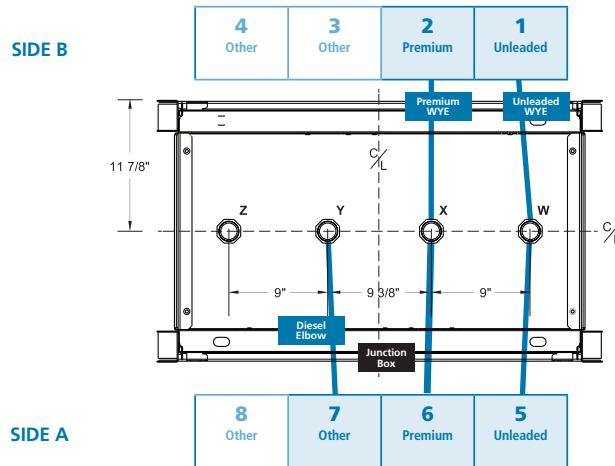 4
Other
3
Other
2
Premium
1
Unleaded
SIDE B
Premium
WYE
Unleaded
WYE
11 7/8"
C/L
Z
Y
X
W
C/L
9"
9 3/8"
9"
Diesel
Elbow
Junction
Box
8
Other
7
Other
6
Premium
5
Unleaded
SIDE A